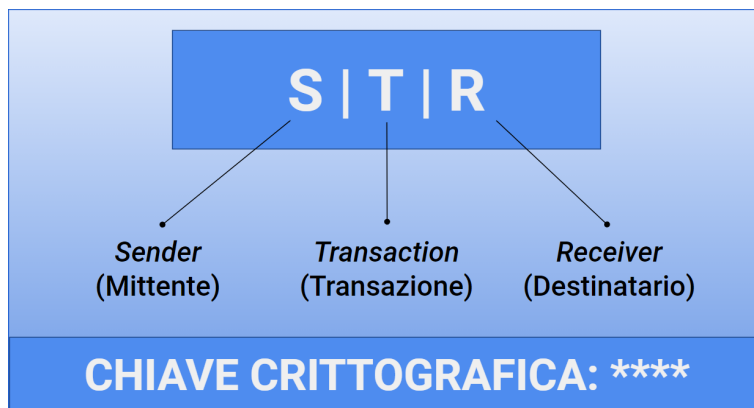 S | T | R
Sender
(Mittente)
Transaction
(Transazione)
Receiver
(Destinatario)
CHIAVE CRITTOGRAFICA: ****